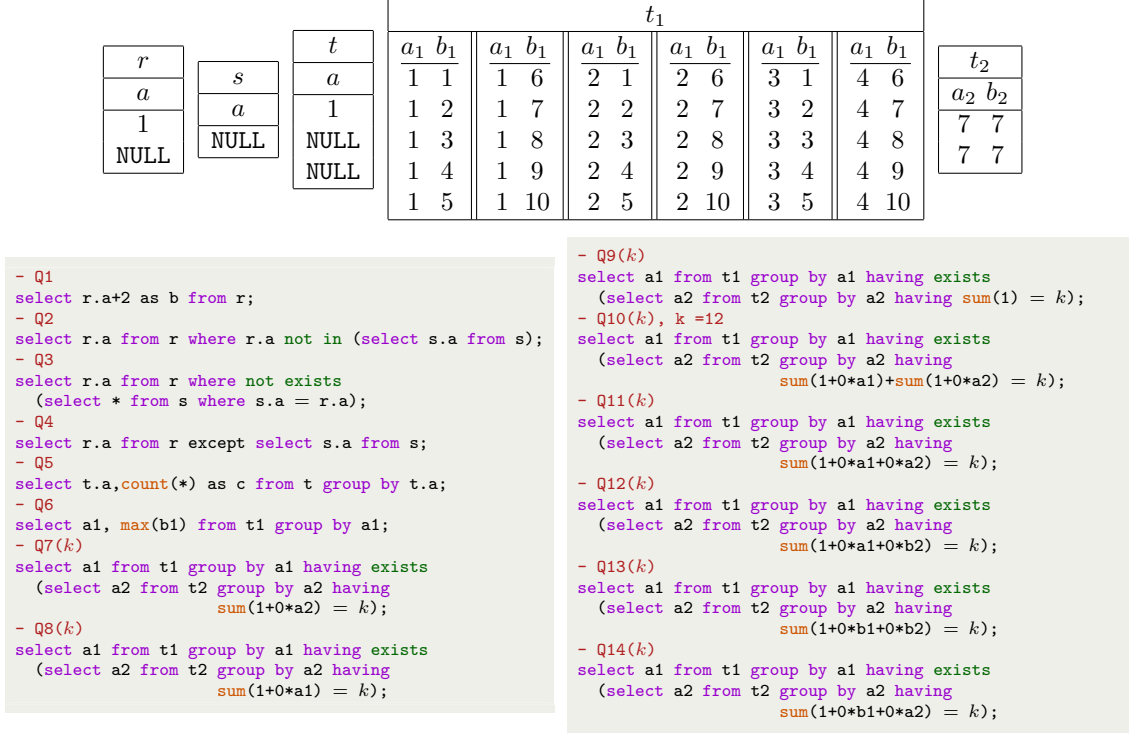 r
a
1
NULL
s
a
NULL
t
a
1
NULL
NULL
t1
a1 b1 a1 b1 a1 b1 a1 b1 a1 b1 a1 b1
1 1 1 6 2 1 2 6 3 1 4 6
1 2 1 7 2 2 2 7 3 2 4 7
1 3 1 8 2 3 2 8 3 3 4 8
1 4 1 9 2 4 2 9 3 4 4 9
1 5 1 10 2 5 2 10 3 5 4 10
t2
a2 b2
7 7
7 7
- Q1
select r.a+2 as b from r;
- Q2
select r.a from r where r.a not in (select s.a from s);
- Q3
select r.a from r where not exists
(select * from s where s.a = r.a);
- Q4
select r.a from r except select s.a from s;
- Q5
select t.a,count(*) as c from t group by t.a;
- Q6
select a1, max(b1) from t1 group by a1;
- Q7(k)
select a1 from t1 group by a1 having exists
(select a2 from t2 group by a2 having
sum(1+0*a2) = k);
- Q8(k)
select a1 from t1 group by a1 having exists
(select a2 from t2 group by a2 having
sum(1+0*a1) = k);
- Q9(k)
select a1 from t1 group by a1 having exists
(select a2 from t2 group by a2 having sum(1) = k);
- Q10(k), k =12
select a1 from t1 group by a1 having exists
(select a2 from t2 group by a2 having
sum(1+0*a1)+sum(1+0*a2) = k);
- Q11(k)
select a1 from t1 group by a1 having exists
(select a2 from t2 group by a2 having
sum(1+0*a1+0*a2) = k);
- Q12(k)
select a1 from t1 group by a1 having exists
(select a2 from t2 group by a2 having
sum(1+0*a1+0*b2) = k);
- Q13(k)
select a1 from t1 group by a1 having exists
(select a2 from t2 group by a2 having
sum(1+0*b1+0*b2) = k);
- Q14(k)
select a1 from t1 group by a1 having exists
(select a2 from t2 group by a2 having
sum(1+0*b1+0*a2) = k);